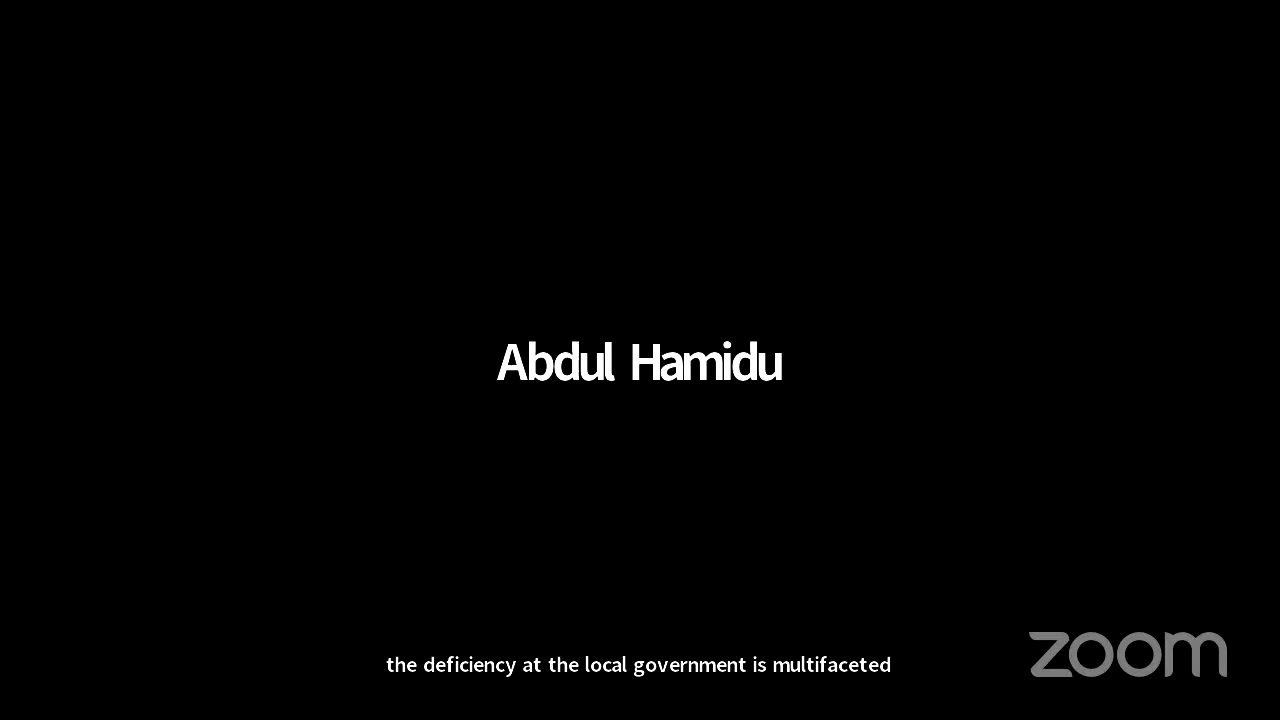 Abdul Hamidu
the deficiency at the local government is multifaceted
zoom